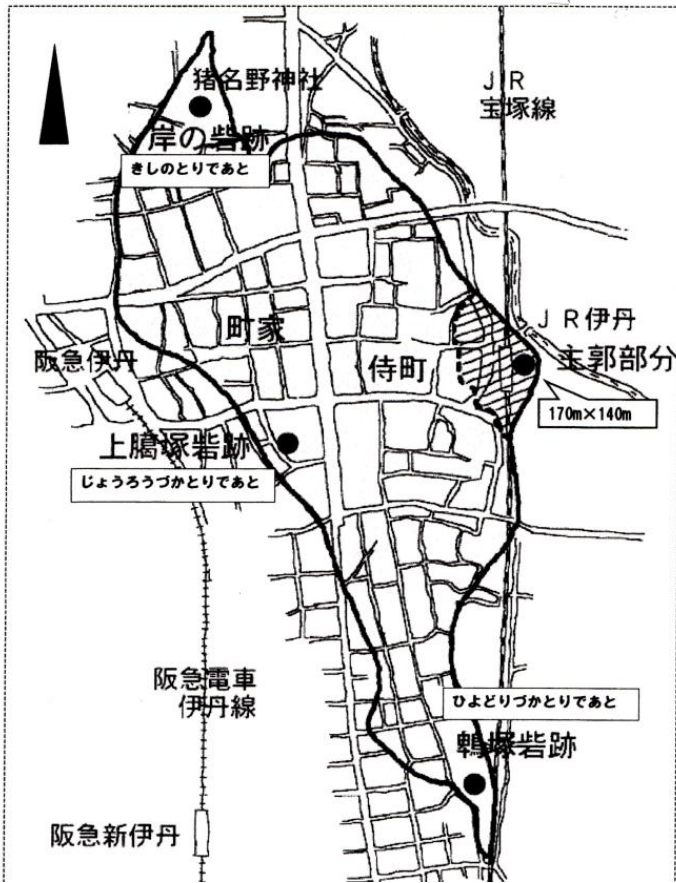 猪名野神社
JR
宝塚線
岸の砦跡
きしのとりであと
町家
JR伊丹
阪急伊丹
侍町
主郭部分
170m×140m
上臈塚砦跡
じょうろうづかとりであと
阪急電車
伊丹線
ひよどりづかとりであと
鵯塚砦跡
阪急新伊丹